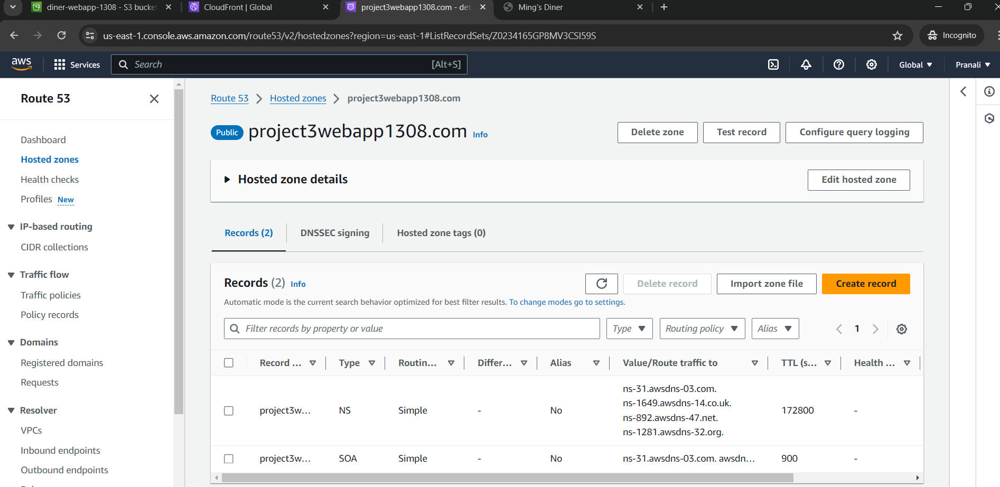 diner-webapp-1308 - S3 bucket
CloudFront | Global
project3webapp1308.com - det
Ming's Diner
us-east-1.console.aws.amazon.com/route53/v2/hostedzones?region=us-east-1#ListRecordSets/Z0234165GP8MV3CSI59S
Incognito
aws
Services
Search
[Alt+S]
Global
Pranali
Route 53
Dashboard
Hosted zones
Health checks
Profiles New
IP-based routing
CIDR collections
Traffic flow
Traffic policies
Policy records
Domains
Registered domains
Requests
Resolver
VPCs
Inbound endpoints
Outbound endpoints
Route 53 > Hosted zones > project3webapp1308.com
Public project3webapp1308.com Info
Delete zone
Test record
Configure query logging
Hosted zone details
Edit hosted zone
Records (2)
DNSSEC signing
Hosted zone tags (0)
Records (2) Info
Delete record
Import zone file
Create record
Automatic mode is the current search behavior optimized for best filter results. To change modes go to settings.
Filter records by property or value
Type
Routing policy
Alias
1
Record ... Type Routin... Differ... Alias Value/Route traffic to TTL (s... Health ...
project3w... NS Simple - No
ns-31.awsdns-03.com.
ns-1649.awsdns-14.co.uk.
ns-892.awsdns-47.net.
ns-1281.awsdns-32.org.
172800 -
project3w... SOA Simple - No ns-31.awsdns-03.com. awsdn... 900 -